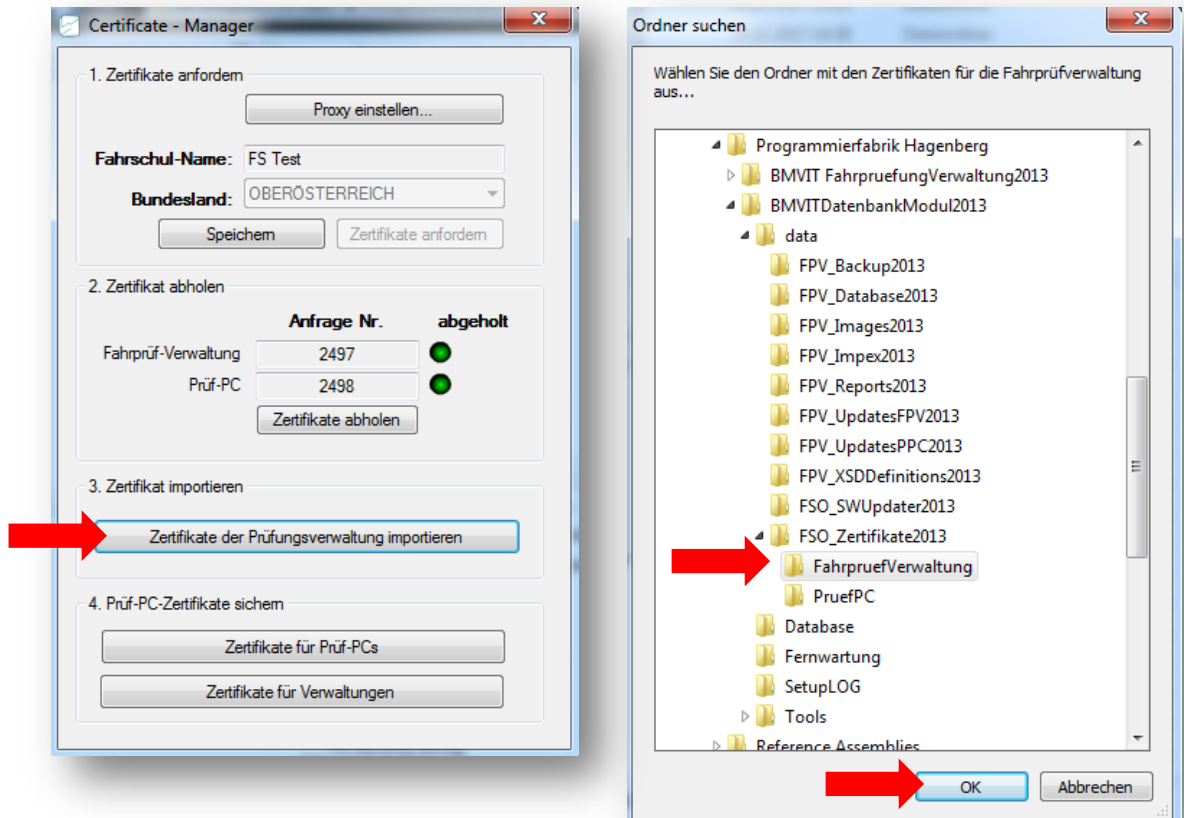 Certificate - Manager
1. Zertifikate anfordern
Proxy einstellen...
Fahrschul-Name: FS Test
Bundesland: OBERÖSTERREICH
Speichern Zertifikate anfordern
2. Zertifikat abholen
Anfrage Nr. abgeholt
Fahrprüf-Verwaltung 2497
Prüf-PC 2498
Zertifikate abholen
3. Zertifikat importieren
Zertifikate der Prüfungsverwaltung importieren
4. Prüf-PC-Zertifikate sichern
Zertifikate für Prüf-PCs
Zertifikate für Verwaltungen
Ordner suchen
Wählen Sie den Ordner mit den Zertifikaten für die Fahrprüfverwaltung
aus...
Programmierfabrik Hagenberg
BMVIT FahrpruefungVerwaltung2013
BMVITDatenbankModul2013
data
FPV_Backup2013
FPV_Database2013
FPV_Images2013
FPV_Impex2013
FPV_Reports2013
FPV_UpdatesFPV2013
FPV_UpdatesPPC2013
FPV_XSDDefinitions2013
FSO_SWUpdater2013
FSO_Zertifikate2013
FahrpruefVerwaltung
PruefPC
Database
Fernwartung
SetupLOG
Tools
Reference Assemblies
OK Abbrechen